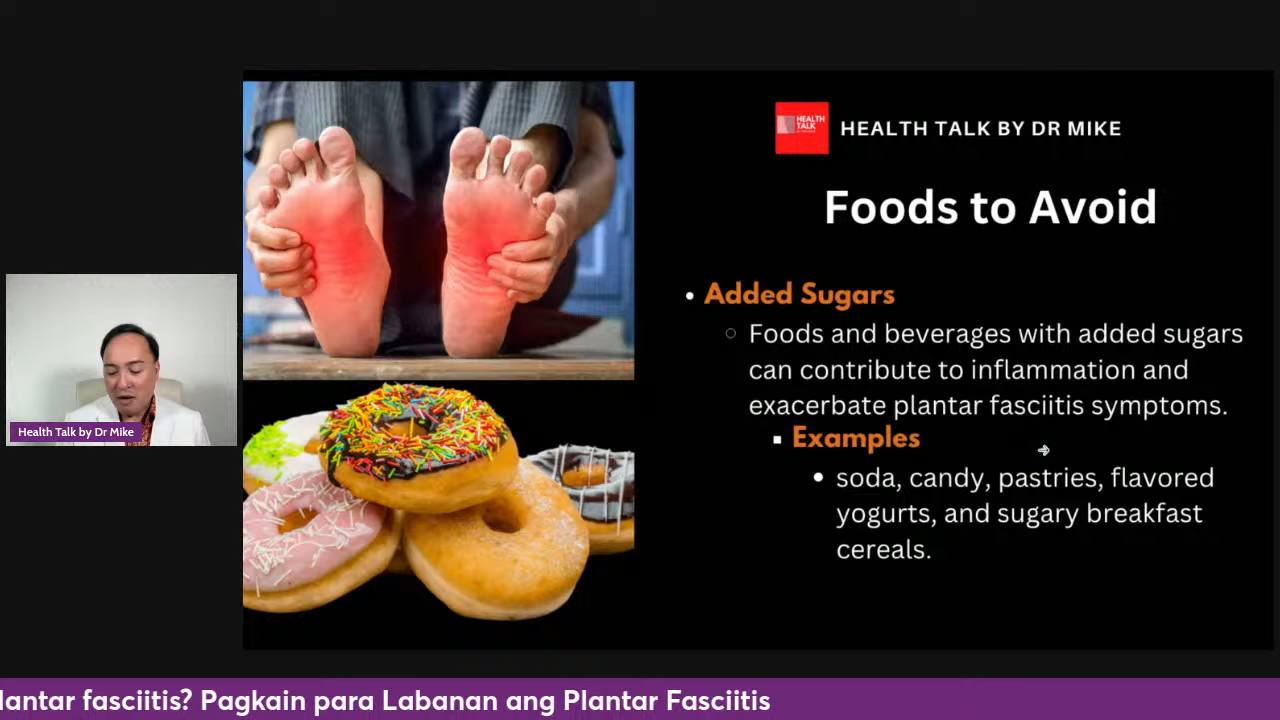 HEALTH
TALK
HEALTH TALK BY DR MIKE
Foods to Avoid
Added Sugars
Foods and beverages with added sugars
can contribute to inflammation and
exacerbate plantar fasciitis symptoms.
Examples
soda, candy, pastries, flavored
yogurts, and sugary breakfast
cereals.
Health Talk by Dr Mike
lantar fasciitis? Pagkain para Labanan ang Plantar Fasciitis